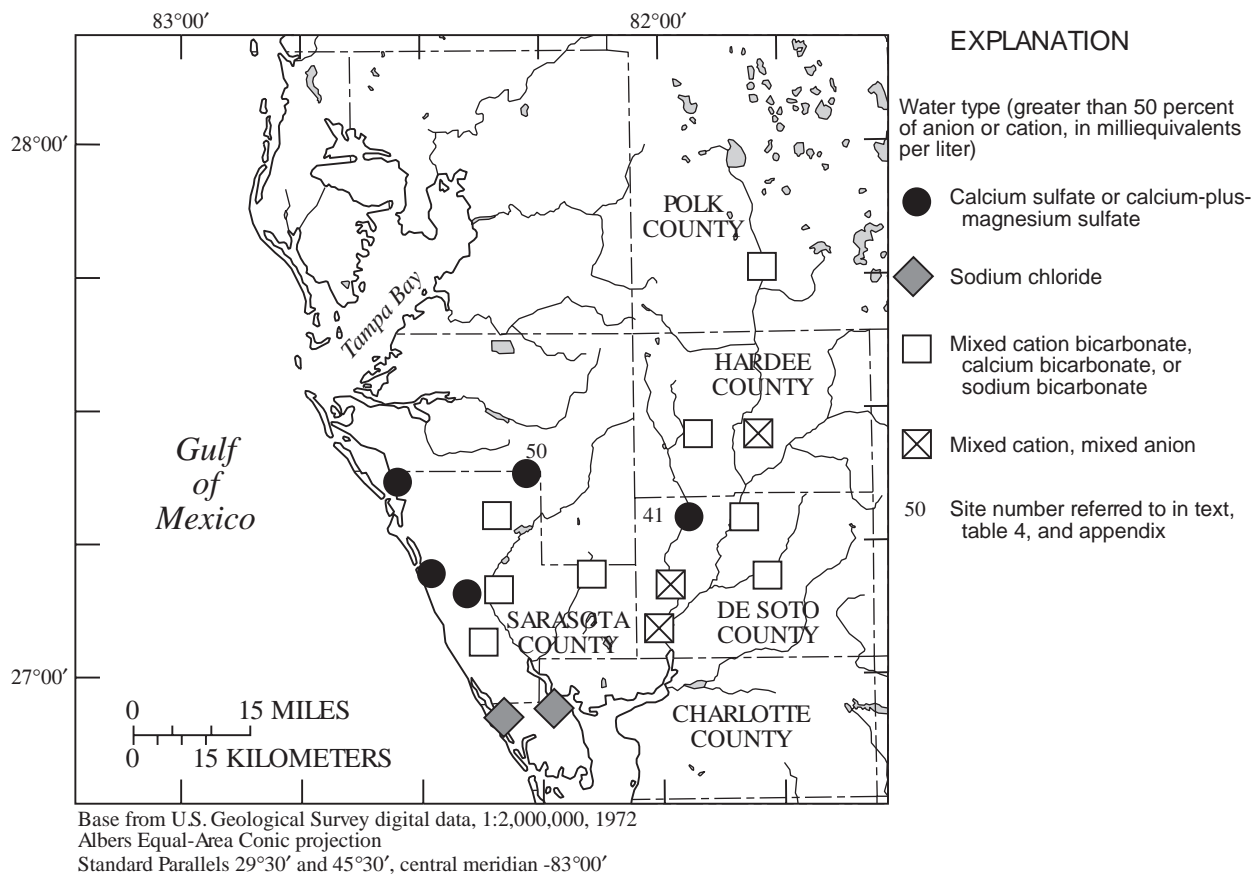 83°00′
82°00′
28°00′
27°00′
POLK
COUNTY
Tampa Bay
HARDEE
COUNTY
Gulf
of
Mexico
50
41
SARASOTA
COUNTY
DE SOTO
COUNTY
CHARLOTTE
COUNTY
0 15 MILES
0 15 KILOMETERS
Base from U.S. Geological Survey digital data, 1:2,000,000, 1972
Albers Equal-Area Conic projection
Standard Parallels 29°30′ and 45°30′, central meridian -83°00′
EXPLANATION
Water type (greater than 50 percent
of anion or cation, in milliequivalents
per liter)
Calcium sulfate or calcium-plus-
magnesium sulfate
Sodium chloride
Mixed cation bicarbonate,
calcium bicarbonate, or
sodium bicarbonate
Mixed cation, mixed anion
50 Site number referred to in text,
table 4, and appendix